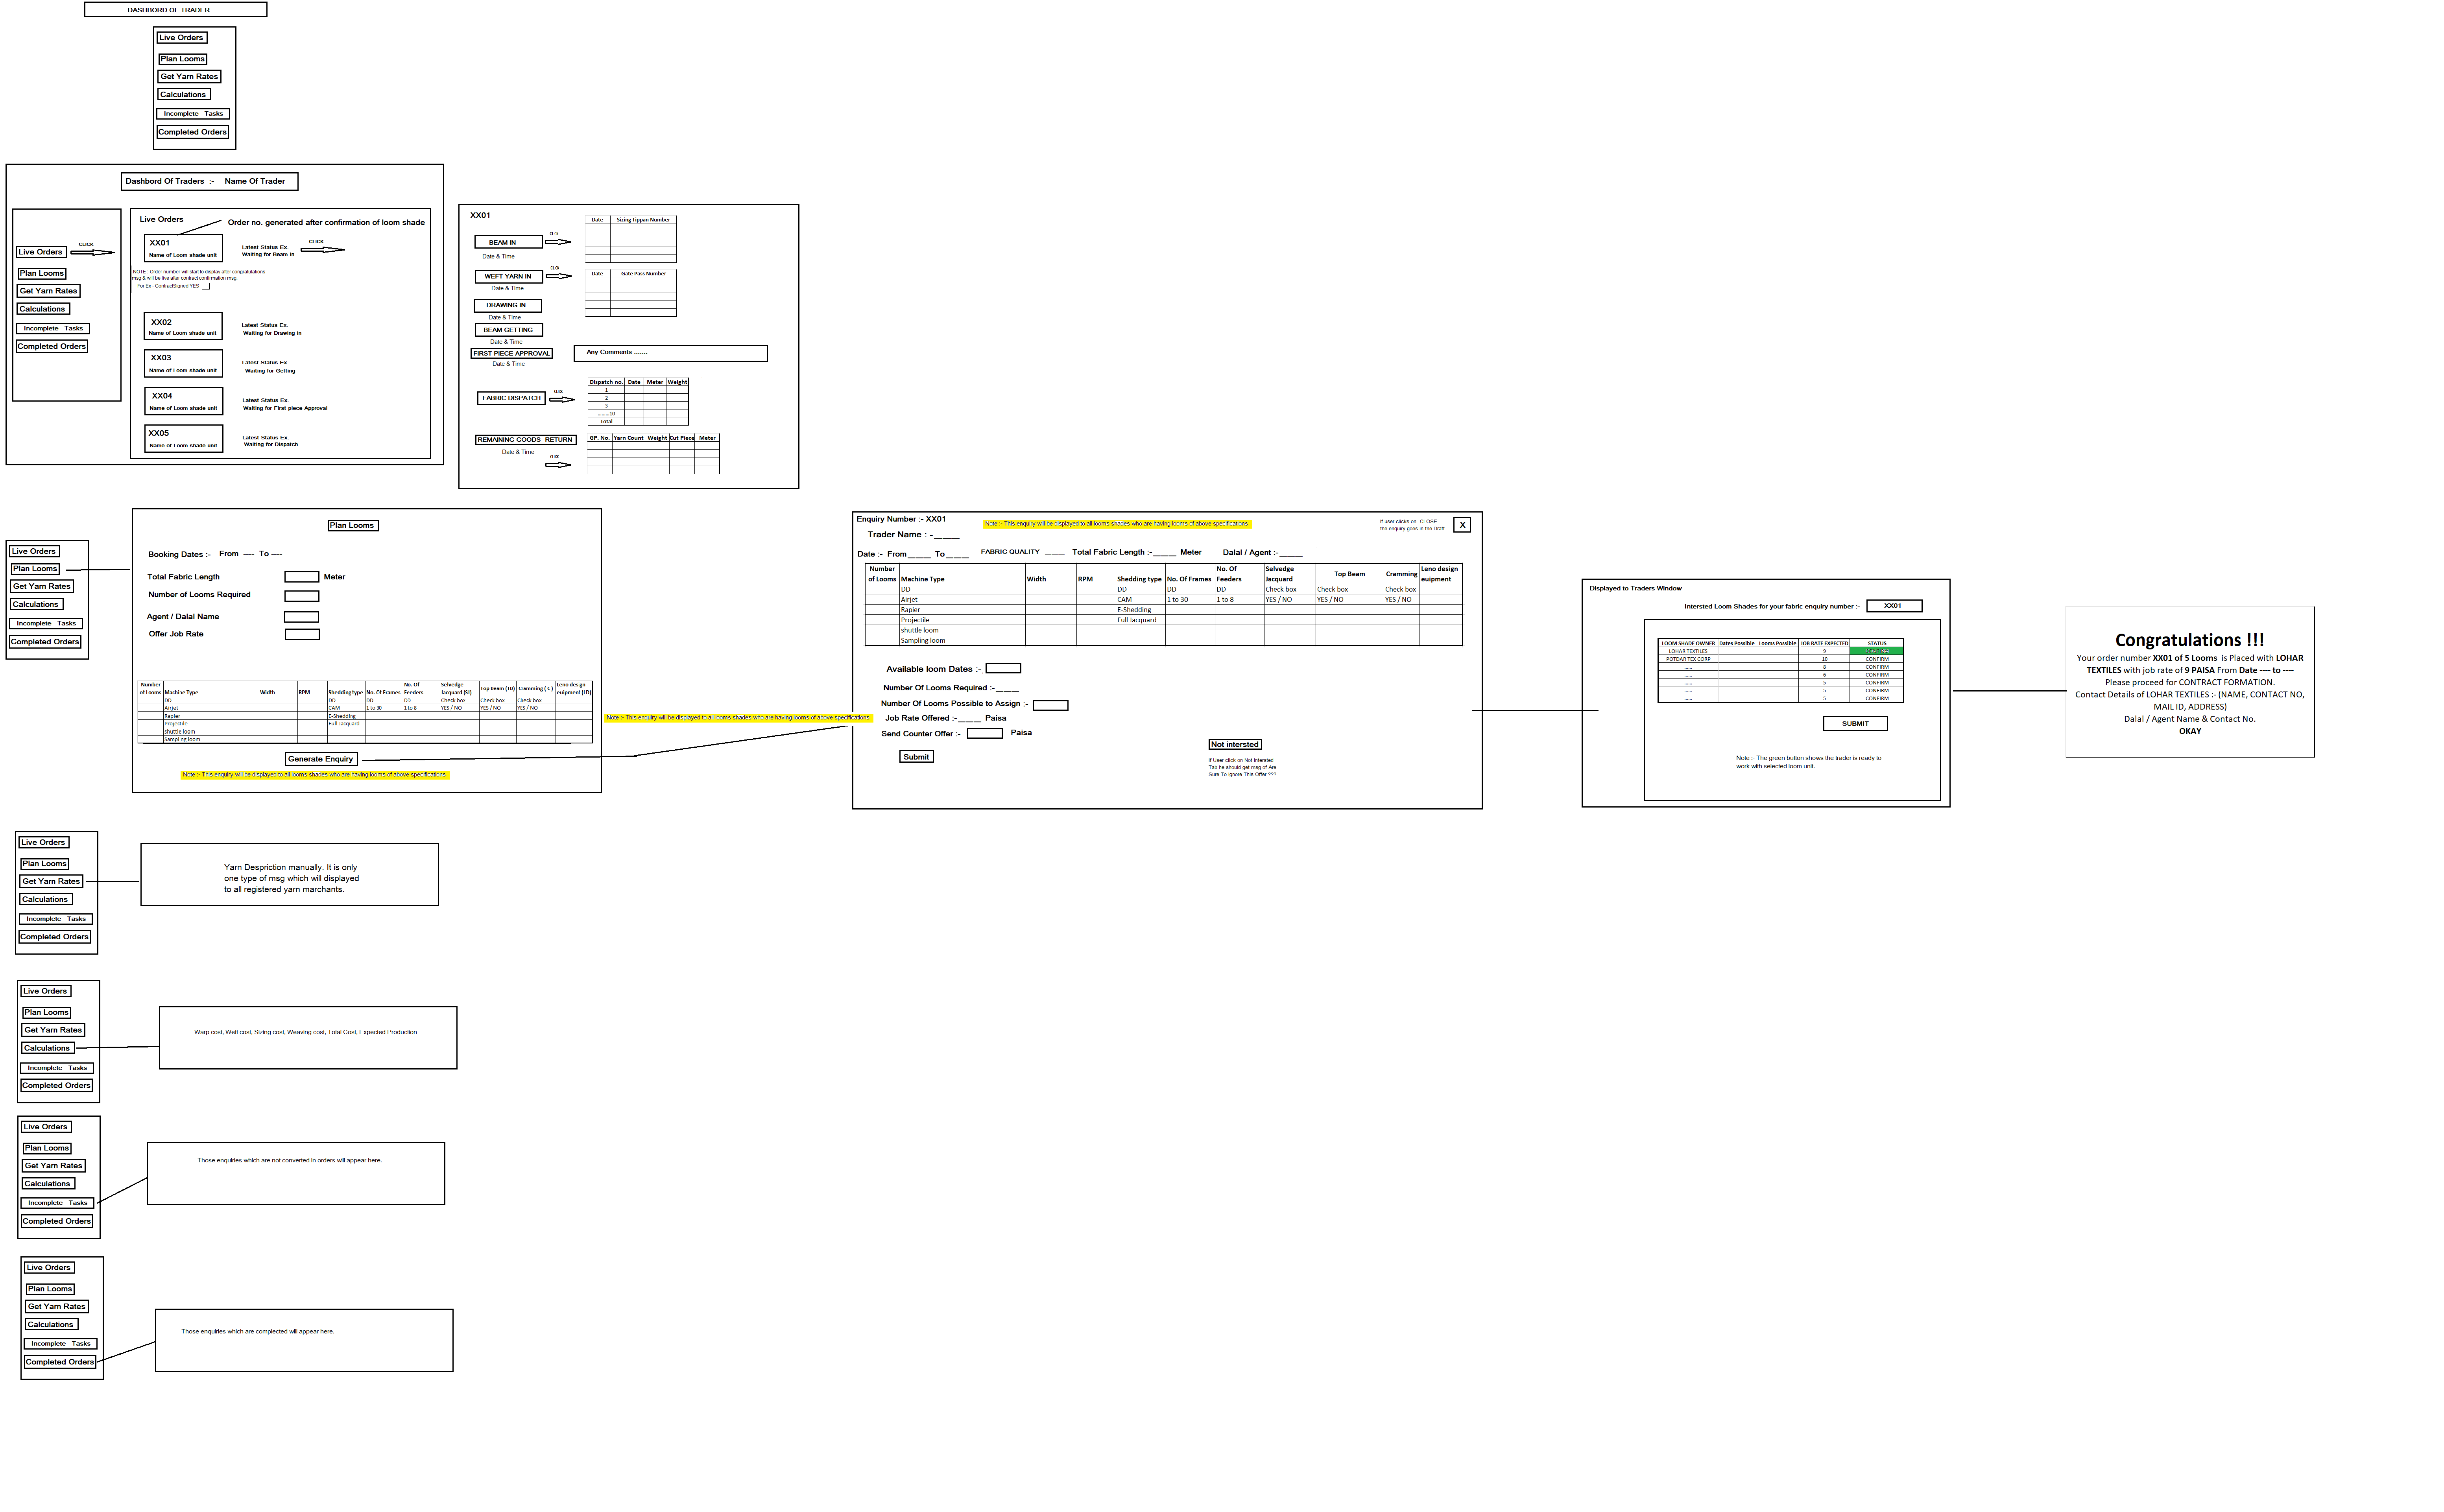 DASHBORD OF TRADER
Live Orders
Plan Looms
Get Yarn Rates
Calculations
Incomplete Tasks
Completed Orders
Dashbord Of Traders :- Name Of Trader
Live Orders
Plan Looms
Get Yarn Rates
Calculations
Incomplete Tasks
Completed Orders
CLICK
Live Orders
Order no. generated after confirmation of loom shade
XX01
Name of Loom shade unit
Latest Status Ex.
Waiting for Beam in
CLICK
NOTE :-Order number will start to display after congratulations
msg & will be live after contract confirmation msg.
For Ex - ContractSigned YES
XX02
Name of Loom shade unit
Latest Status Ex.
Waiting for Drawing in
XX03
Name of Loom shade unit
Latest Status Ex.
Waiting for Getting
XX04
Name of Loom shade unit
Latest Status Ex.
Waiting for First piece Approval
XX05
Name of Loom shade unit
Latest Status Ex.
Waiting for Dispatch
XX01
BEAM IN
Date & Time
CLICK
Date Sizing Tippan Number
WEFT YARN IN
Date & Time
CLICK
Date Gate Pass Number
DRAWING IN
Date & Time
BEAM GETTING
Date & Time
FIRST PIECE APPROVAL
Date & Time
Any Comments .......
FABRIC DISPATCH
CLICK
Dispatch no. Date Meter Weight
1
2
3
........10
Total
REMAINING GOODS RETURN
Date & Time
CLICK
GP. No. Yarn Count Weight Cut Piece Meter
Live Orders
Plan Looms
Get Yarn Rates
Calculations
Incomplete Tasks
Completed Orders
Plan Looms
Booking Dates :- From ---- To ----
Total Fabric Length Meter
Number of Looms Required
Agent / Dalal Name
Offer Job Rate
Number of Looms Machine Type Width RPM Shedding type No. Of Frames No. Of Feeders Selvedge Jacquard (SJ) Top Beam (TD) Cramming ( C ) Leno design euipment (LD)
DD DD DD DD Check box Check box Check box
Airjet CAM 1 to 30 1 to 8 YES / NO YES / NO YES / NO
Rapier E-Shedding
Projectile Full Jacquard
shuttle loom
Sampling loom
Generate Enquiry
Note :- This enquiry will be displayed to all looms shades who are having looms of above specifications
Note :- This enquiry will be displayed to all looms shades who are having looms of above specifications
Enquiry Number :- XX01
Note :- This enquiry will be displayed to all looms shades who are having looms of above specifications
If user clicks on CLOSE
the enquiry goes in the Draft
X
Trader Name : -______
Date :- From_____ To_____ FABRIC QUALITY -_____ Total Fabric Length :-_____ Meter Dalal / Agent :-_____
Number of Looms Machine Type Width RPM Shedding type No. Of Frames No. Of Feeders Selvedge Jacquard Top Beam Cramming Leno design euipment
DD DD DD DD Check box Check box Check box
Airjet CAM 1 to 30 1 to 8 YES / NO YES / NO YES / NO
Rapier E-Shedding
Projectile Full Jacquard
shuttle loom
Sampling loom
Available loom Dates :-
Number Of Looms Required :-_____
Number Of Looms Possible to Assign :-
Job Rate Offered :-_____ Paisa
Send Counter Offer :- Paisa
Submit
Not intersted
If User click on Not Intersted
Tab he should get msg of Are
Sure To Ignore This Offer ???
Displayed to Traders Window
Intersted Loom Shades for your fabric enquiry number :- XX01
LOOM SHADE OWNER Dates Possible Looms Possible JOB RATE EXPECTED STATUS
LOHAR TEXTILES 9
POTDAR TEX CORP 10 CONFIRM
...... 8 CONFIRM
...... 6 CONFIRM
...... 5 CONFIRM
...... 5 CONFIRM
...... 5 CONFIRM
SUBMIT
Note :- The green button shows the trader is ready to
work with selected loom unit.
Congratulations !!!
Your order number XX01 of 5 Looms is Placed with LOHAR
TEXTILES with job rate of 9 PAISA From Date ---- to ----
Please proceed for CONTRACT FORMATION.
Contact Details of LOHAR TEXTILES :- (NAME, CONTACT NO,
MAIL ID, ADDRESS)
Dalal / Agent Name & Contact No.
OKAY
Live Orders
Plan Looms
Get Yarn Rates
Calculations
Incomplete Tasks
Completed Orders
Yarn Despriction manually. It is only
one type of msg which will displayed
to all registered yarn marchants.
Live Orders
Plan Looms
Get Yarn Rates
Calculations
Incomplete Tasks
Completed Orders
Warp cost, Weft cost, Sizing cost, Weaving cost, Total Cost, Expected Production
Live Orders
Plan Looms
Get Yarn Rates
Calculations
Incomplete Tasks
Completed Orders
Those enquiries which are not converted in orders will appear here.
Live Orders
Plan Looms
Get Yarn Rates
Calculations
Incomplete Tasks
Completed Orders
Those enquiries which are complected will appear here.